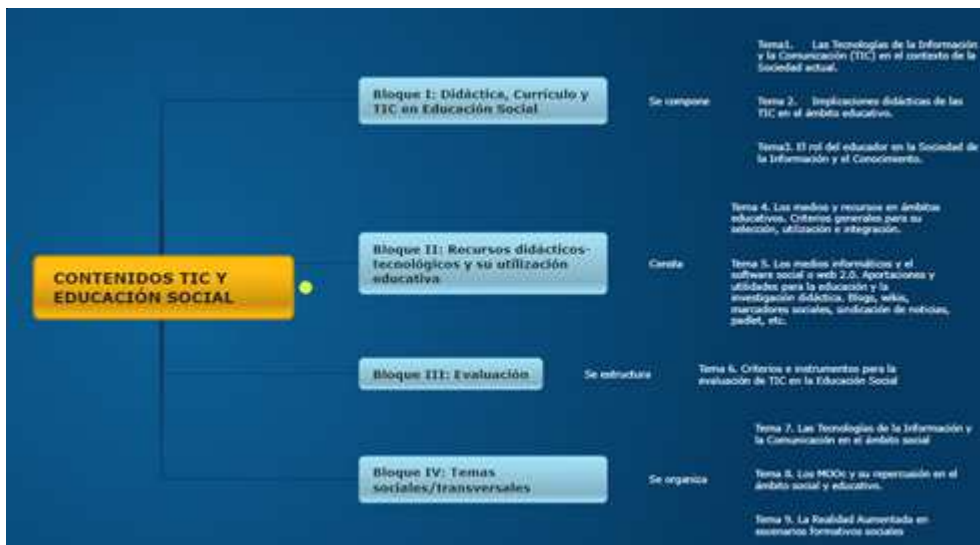 CONTENIDOS TIC Y
EDUCACIÓN SOCIAL
Bloque I: Didáctica, Currículo y
TIC en Educación Social
Se compone
Tema1. Las Tecnologías de la Información
y la Comunicación (TIC) en el contexto de la
Sociedad actual.
Tema 2. Implicaciones didácticas de las
TIC en el ámbito educativo.
Tema3. El rol del educador en la Sociedad de
la Información y el Conocimiento.
Bloque II: Recursos didácticos-
tecnológicos y su utilización
educativa
Consta
Tema 4. Los medios y recursos en ámbitos
educativos. Criterios generales para su
selección, utilización e integración.
Tema 5. Los medios informáticos y el
software social o web 2.0. Aportaciones y
utilidades para la educación y la
investigación didáctica. Blogs, wikis,
marcadores sociales, sindicación de noticias,
padlet, etc.
Bloque III: Evaluación
Se estructura
Tema 6. Criterios e instrumentos para la
evaluación de TIC en la Educación Social
Bloque IV: Temas
sociales/transversales
Se organiza
Tema 7. Las Tecnologías de la Información y
la Comunicación en el ámbito social
Tema 8. Los MOOc y su repercusión en el
ámbito social y educativo.
Tema 9. La Realidad Aumentada en
escenarios formativos sociales